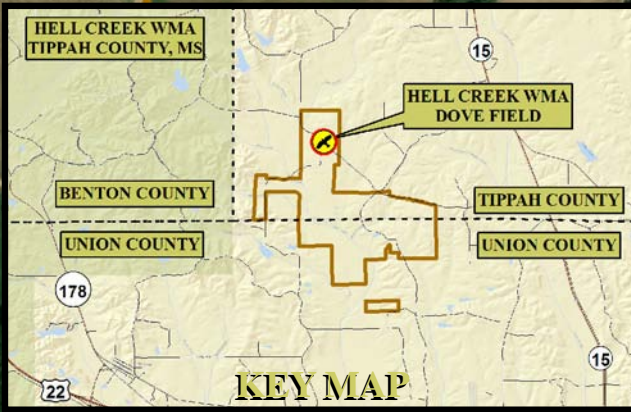 HELL CREEK WMA
TIPPAH COUNTY, MS
15
HELL CREEK WMA
DOVE FIELD
BENTON COUNTY
TIPPAH COUNTY
UNION COUNTY
UNION COUNTY
178
15
22
KEY MAP